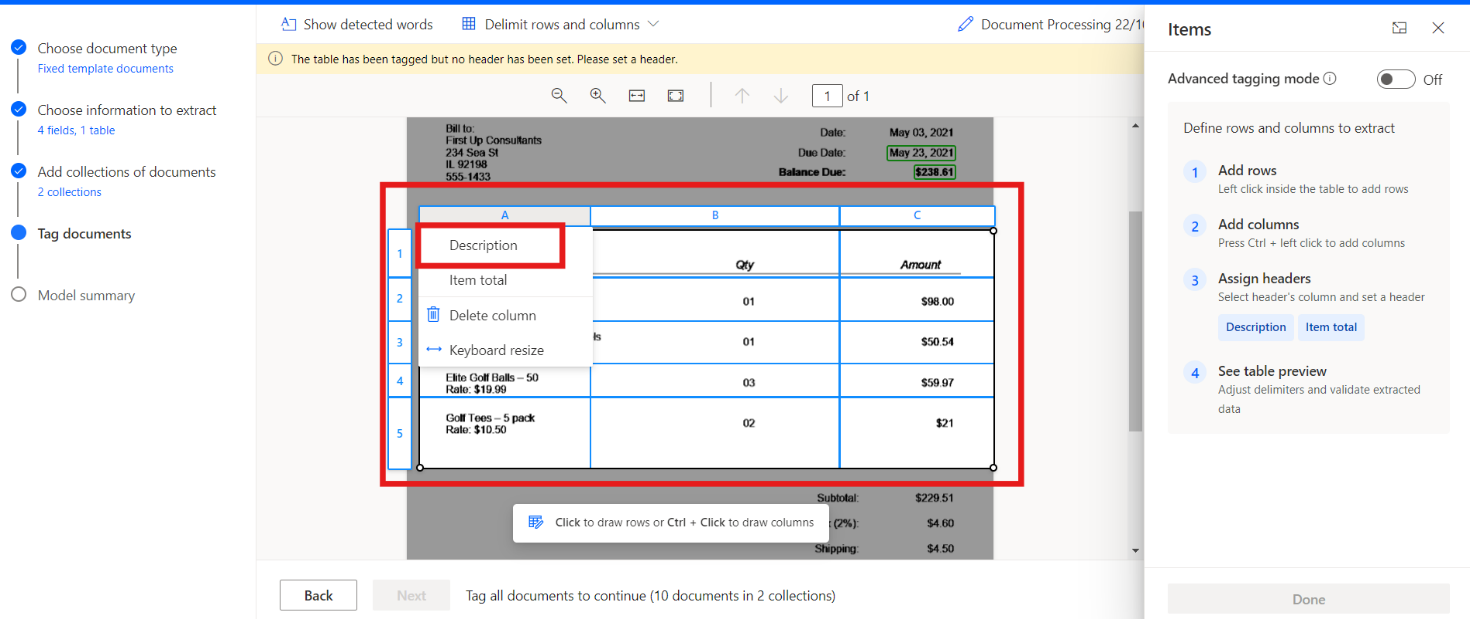 Choose document type
Fixed template documents
Choose information to extract
4 fields, 1 table
Add collections of documents
2 collections
Tag documents
Model summary
Show detected words
Delimit rows and columns
Document Processing 22/1
The table has been tagged but no header has been set. Please set a header.
1 of 1
Bill to:
First Up Consultants
234 Sea St
IL 92198
555-1433
Date: May 03, 2021
Due Date: May 23, 2021
Balance Due: $238.61
A B C
1
Description
Item total
Delete column
Keyboard resize
Qty Amount
2 01 $98.00
3 01 $50.54
4 Elite Golf Balls – 50
Rate: $19.99
03 $59.97
5 Golf Tees – 5 pack
Rate: $10.50
02 $21
Subtotal: $229.51
(2%): $4.60
Shipping: $4.50
Click to draw rows or Ctrl + Click to draw columns
Back
Next
Tag all documents to continue (10 documents in 2 collections)
Items
Advanced tagging mode
Off
Define rows and columns to extract
1 Add rows
Left click inside the table to add rows
2 Add columns
Press Ctrl + left click to add columns
3 Assign headers
Select header's column and set a header
Description Item total
4 See table preview
Adjust delimiters and validate extracted
data
Done